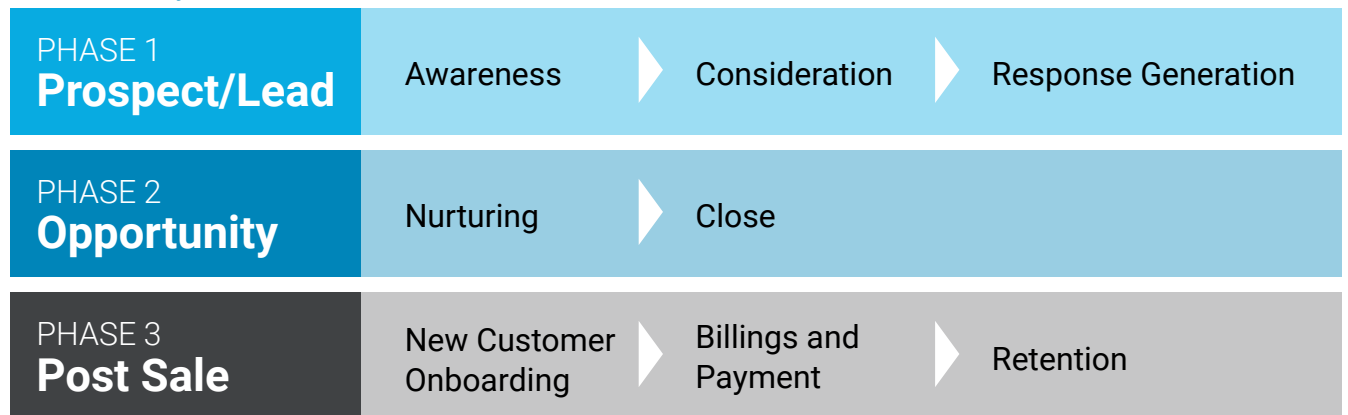 PHASE 1
Prospect/Lead
Awareness
Consideration
Response Generation
PHASE 2
Opportunity
Nurturing
Close
PHASE 3
Post Sale
New Customer
Onboarding
Billings and
Payment
Retention